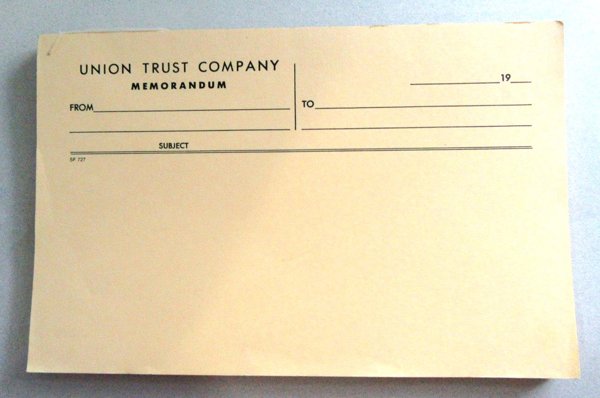 UNION TRUST COMPANY
MEMORANDUM
19
FROM
TO
SUBJECT
SF 727